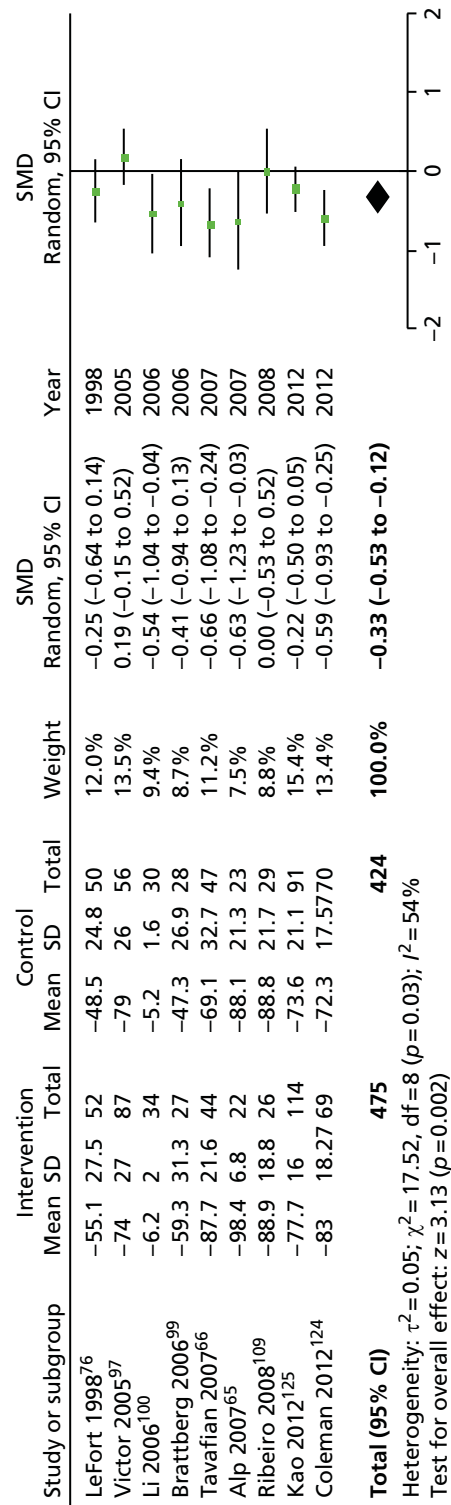 Intervention Control SMD SMD
Study or subgroup Mean SD Total Mean SD Total Weight Random, 95% CI Year Random, 95% CI
LeFort 1998⁷⁶ −55.1 27.5 52 −48.5 24.8 50 12.0% −0.25 (−0.64 to 0.14) 1998
Victor 2005⁹⁷ −74 27 87 −79 26 56 13.5% 0.19 (−0.15 to 0.52) 2005
Li 2006¹⁰⁰ −6.2 2 34 −5.2 1.6 30 9.4% −0.54 (−1.04 to −0.04) 2006
Brattberg 2006⁹⁹ −59.3 31.3 27 −47.3 26.9 28 8.7% −0.41 (−0.94 to 0.13) 2006
Tavafian 2007⁶⁶ −87.7 21.6 44 −69.1 32.7 47 11.2% −0.66 (−1.08 to −0.24) 2007
Alp 2007⁶⁵ −98.4 6.8 22 −88.1 21.3 23 7.5% −0.63 (−1.23 to −0.03) 2007
Ribeiro 2008¹⁰⁹ −88.9 18.8 26 −88.8 21.7 29 8.8% 0.00 (−0.53 to 0.52) 2008
Kao 2012¹²⁵ −77.7 16 114 −73.6 21.1 91 15.4% −0.22 (−0.50 to 0.05) 2012
Coleman 2012¹²⁴ −83 18.27 69 −72.3 17.57 70 13.4% −0.59 (−0.93 to −0.25) 2012
Total (95% CI) 475 424 100.0% −0.33 (−0.53 to −0.12)
Heterogeneity: τ²=0.05; χ²=17.52, df=8 (p=0.03); I²=54%
Test for overall effect: z=3.13 (p=0.002)
−2 −1 0 1 2